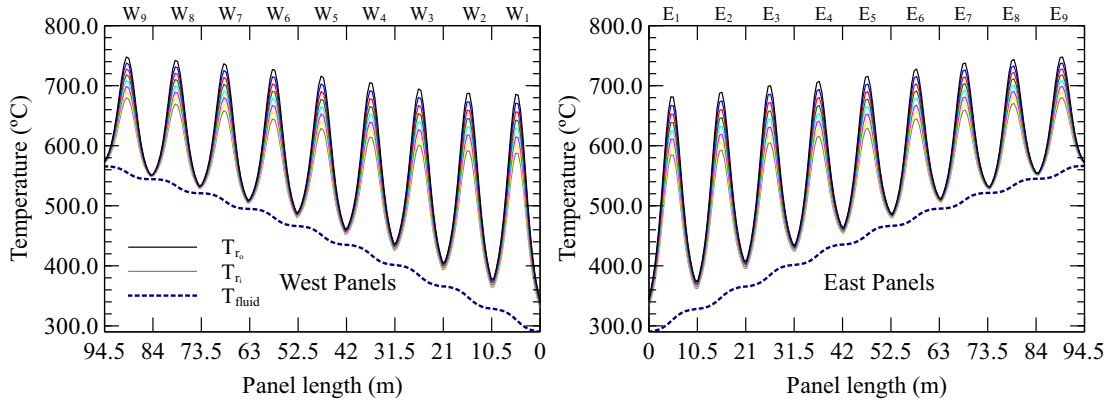 W9 W8 W7 W6 W5 W4 W3 W2 W1
800.0
700.0
600.0
500.0
400.0
300.0
Temperature (ºC)
T_ro
T_ri
T_fluid
West Panels
94.5 84 73.5 63 52.5 42 31.5 21 10.5 0
Panel length (m)
E1 E2 E3 E4 E5 E6 E7 E8 E9
800.0
700.0
600.0
500.0
400.0
300.0
Temperature (ºC)
East Panels
0 10.5 21 31.5 42 52.5 63 73.5 84 94.5
Panel length (m)